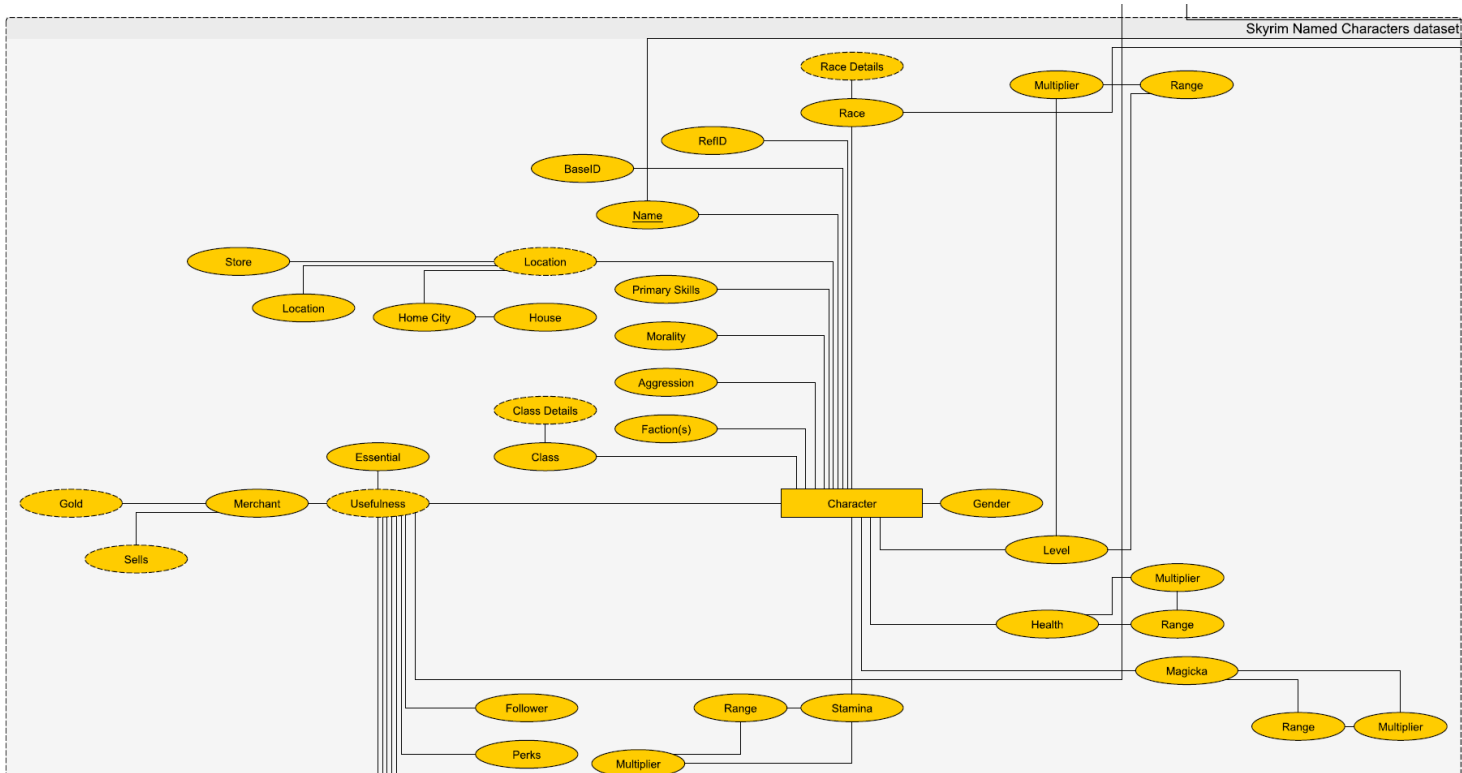 Skyrim Named Characters dataset
Race Details
Multiplier
Range
Race
RefID
BaseID
Name
Store
Location
Primary Skills
Location
Home City
House
Morality
Aggression
Class Details
Faction(s)
Essential
Class
Gold
Merchant
Usefulness
Character
Gender
Sells
Level
Multiplier
Health
Range
Magicka
Follower
Range
Stamina
Range
Multiplier
Perks
Multiplier